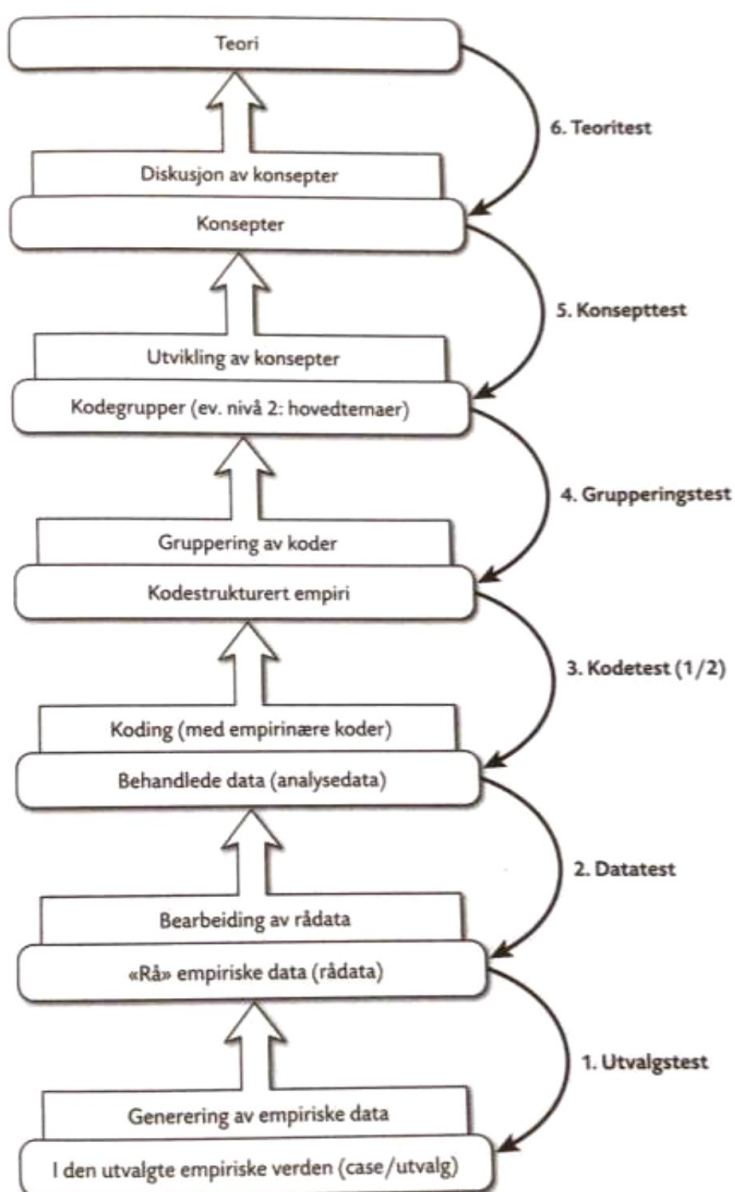 Teori
6. Teoritest
Diskusjon av konsepter
Konsepter
5. Konsepttest
Utvikling av konsepter
Kodegrupper (ev. nivå 2: hovedtemaer)
4. Grupperingstest
Gruppering av koder
Kodestrukturert empiri
3. Kodetest (1/2)
Koding (med empirinære koder)
Behandlede data (analysedata)
2. Datatest
Bearbeiding av rådata
«Rå» empiriske data (rådata)
1. Utvalgstest
Generering av empiriske data
I den utvalgte empiriske verden (case/utvalg)